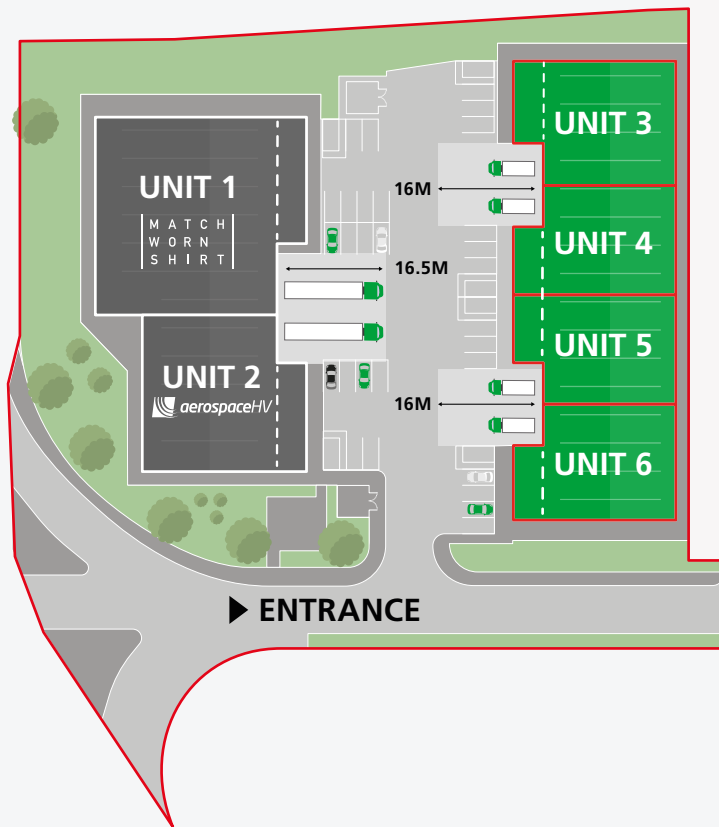 UNIT 1
MATCH
WORN
SHIRT
UNIT 2
aerospaceHV
16M
16.5M
16M
UNIT 3
UNIT 4
UNIT 5
UNIT 6
ENTRANCE